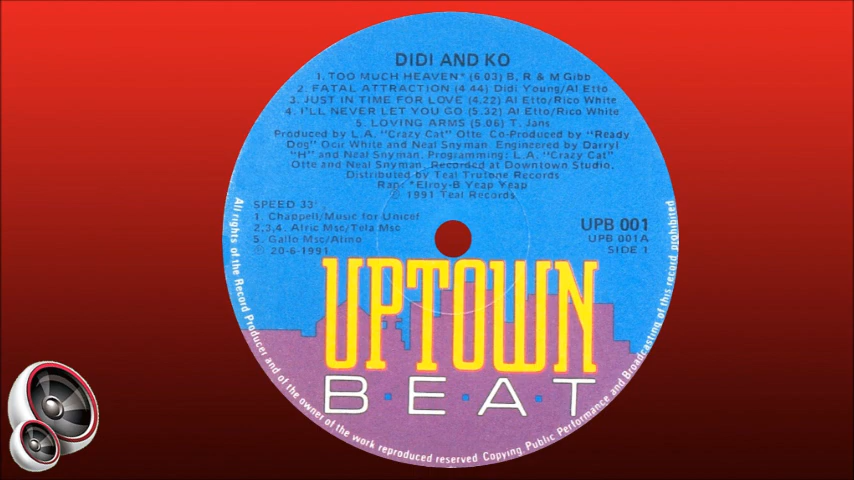 DIDI AND KO
1. TOO MUCH HEAVEN* (6.03) B, R & M Gibb
2. FATAL ATTRACTION (4.44) Didi Young/Al Etto
3. JUST IN TIME FOR LOVE (4.22) Al Etto/Rico White
4. I'LL NEVER LET YOU GO (5.32) Al Etto/Rico White
5. LOVING ARMS (5.06) T. Jans
Produced by L.A. "Crazy Cat" Otte. Co-Produced by "Ready
Dog" Ocir White and Neal Snyman. Engineered by Darryl
"H" and Neal Snyman. Programming: L.A. "Crazy Cat"
Otte and Neal Snyman. Recorded at Downtown Studio,
Distributed by Teal Trutone Records
Rap: *Elroy-B Yeap Yeap
℗ 1991 Teal Records
SPEED 33
1. Chappell/Music for Unicef
2,3,4. Afric Msc/Tela Msc
5. Gallo Msc/Atino
℗ 20-6-1991
UPB 001
UPB 001A
SIDE 1
UPTOWN
B·E·A·T
All rights of the Record Producer and of the owner of the work reproduced reserved Copying Public Performance and Broadcasting of this record prohibited